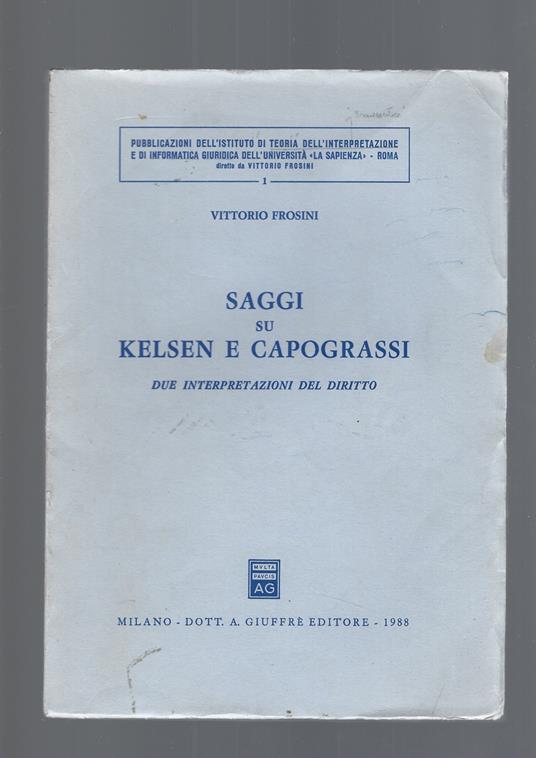 PUBBLICAZIONI DELL'ISTITUTO DI TEORIA DELL'INTERPRETAZIONE
E DI INFORMATICA GIURIDICA DELL'UNIVERSITÀ «LA SAPIENZA» - ROMA
diretto da VITTORIO FROSINI
1
VITTORIO FROSINI
SAGGI
SU
KELSEN E CAPOGRASSI
DUE INTERPRETAZIONI DEL DIRITTO
MVLTA
PAVCIS
AG
MILANO - DOTT. A. GIUFFRÈ EDITORE - 1988